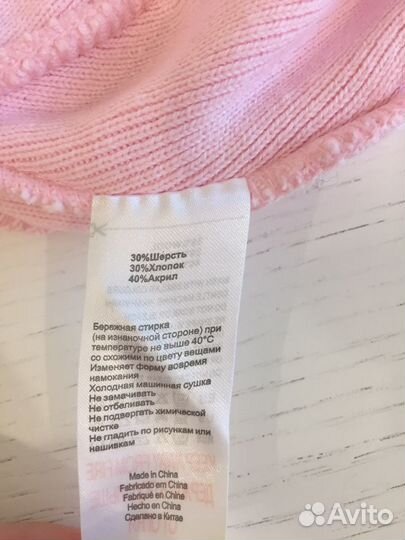 30%Шерсть
30%Хлопок
40%Акрил
Бережная стирка
(на изнаночной стороне) при
температуре не выше 40°C
со схожими по цвету вещами
Изменяет форму вовремя
намокания
Холодная машинная сушка
Не замачивать
Не отбеливать
Не подвергать химической
чистке
Не гладить по рисункам или
нашивкам
Made in China
Fabricado em China
Fabriqué en Chine
Hecho en China
Сделано в Китае
Avito